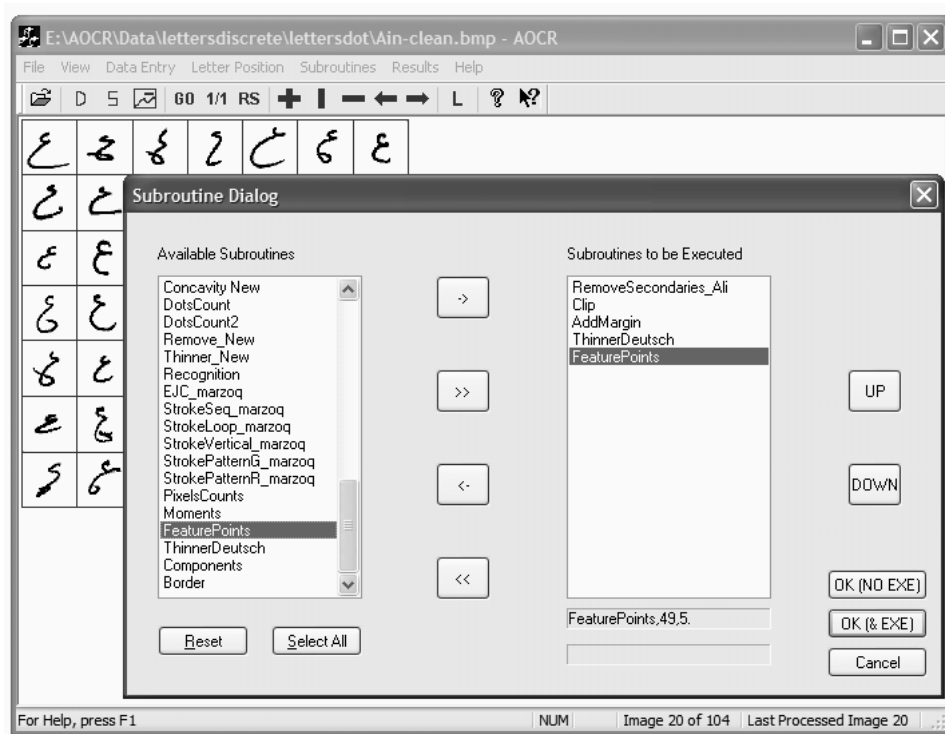 E:\AOCR\Data\lettersdiscrete\lettersdot\Ain-clean.bmp - AOCR
File View Data Entry Letter Position Subroutines Results Help
D S GO 1/1 RS L
Subroutine Dialog
Available Subroutines
Concavity New
DotsCount
DotsCount2
Remove_New
Thinner_New
Recognition
EJC_marzoq
StrokeSeq_marzoq
StrokeLoop_marzoq
StrokeVertical_marzoq
StrokePatternG_marzoq
StrokePatternR_marzoq
PixelsCounts
Moments
FeaturePoints
ThinnerDeutsch
Components
Border
Reset Select All
->
>>
<-
<<
Subroutines to be Executed
RemoveSecondaries_Ali
Clip
AddMargin
ThinnerDeutsch
FeaturePoints
FeaturePoints,49,5.
UP
DOWN
OK (NO EXE)
OK (& EXE)
Cancel
For Help, press F1 NUM Image 20 of 104 Last Processed Image 20